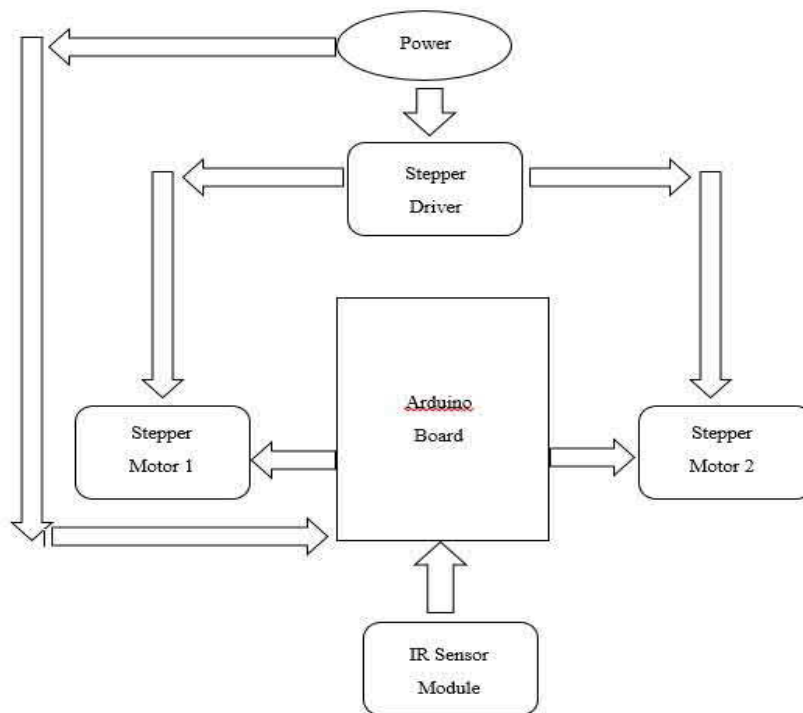 Power
Stepper
Driver
Arduino
Board
Stepper
Motor 1
Stepper
Motor 2
IR Sensor
Module